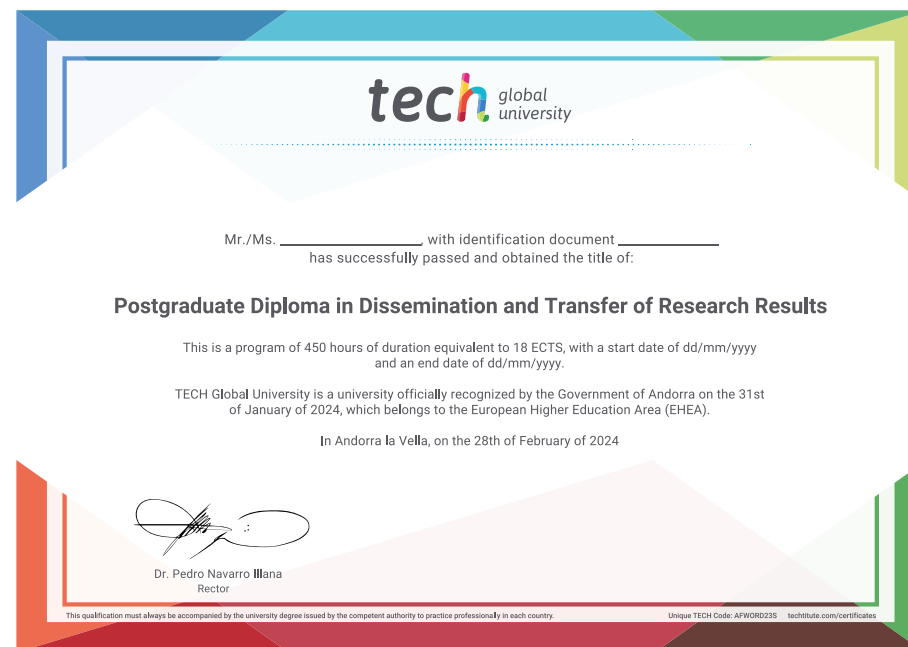 tech global university
Mr./Ms. ____________, with identification document ____________
has successfully passed and obtained the title of:
Postgraduate Diploma in Dissemination and Transfer of Research Results
This is a program of 450 hours of duration equivalent to 18 ECTS, with a start date of dd/mm/yyyy
and an end date of dd/mm/yyyy.
TECH Global University is a university officially recognized by the Government of Andorra on the 31st
of January of 2024, which belongs to the European Higher Education Area (EHEA).
In Andorra la Vella, on the 28th of February of 2024
Dr. Pedro Navarro Illana
Rector
This qualification must always be accompanied by the university degree issued by the competent authority to practice professionally in each country.
Unique TECH Code: AFWORD23S techtitute.com/certificates